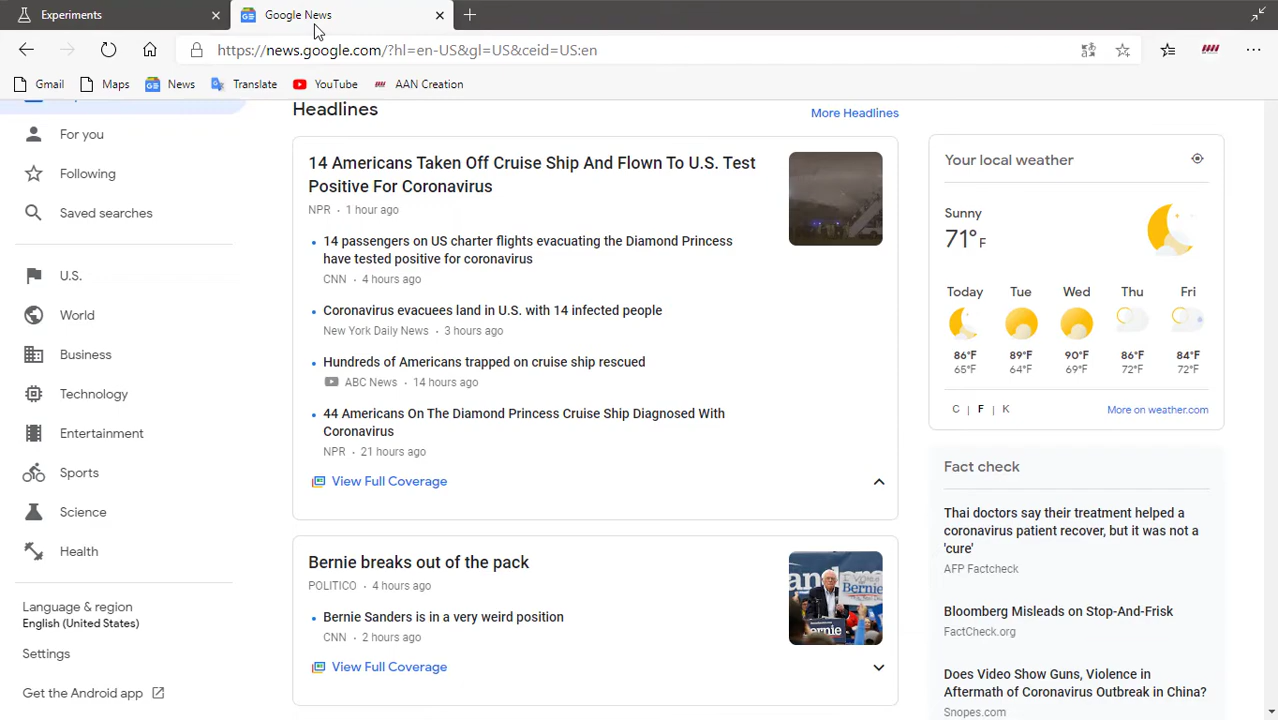 Experiments
Google News
https://news.google.com/?hl=en-US&gl=US&ceid=US:en
Gmail
Maps
News
Translate
YouTube
AAN Creation
For you
Following
Saved searches
U.S.
World
Business
Technology
Entertainment
Sports
Science
Health
Language & region
English (United States)
Settings
Get the Android app
Headlines
More Headlines
14 Americans Taken Off Cruise Ship And Flown To U.S. Test
Positive For Coronavirus
NPR • 1 hour ago
14 passengers on US charter flights evacuating the Diamond Princess
have tested positive for coronavirus
CNN • 4 hours ago
Coronavirus evacuees land in U.S. with 14 infected people
New York Daily News • 3 hours ago
Hundreds of Americans trapped on cruise ship rescued
ABC News • 14 hours ago
44 Americans On The Diamond Princess Cruise Ship Diagnosed With
Coronavirus
NPR • 21 hours ago
View Full Coverage
Bernie breaks out of the pack
POLITICO • 4 hours ago
Bernie Sanders is in a very weird position
CNN • 2 hours ago
View Full Coverage
Bernie
Bernie
Your local weather
Sunny
71° F
Today Tue Wed Thu Fri
86°F 89°F 90°F 86°F 84°F
65°F 64°F 69°F 72°F 72°F
C | F | K
More on weather.com
Fact check
Thai doctors say their treatment helped a
coronavirus patient recover, but it was not a
'cure'
AFP Factcheck
Bloomberg Misleads on Stop-And-Frisk
FactCheck.org
Does Video Show Guns, Violence in
Aftermath of Coronavirus Outbreak in China?
Snopes.com